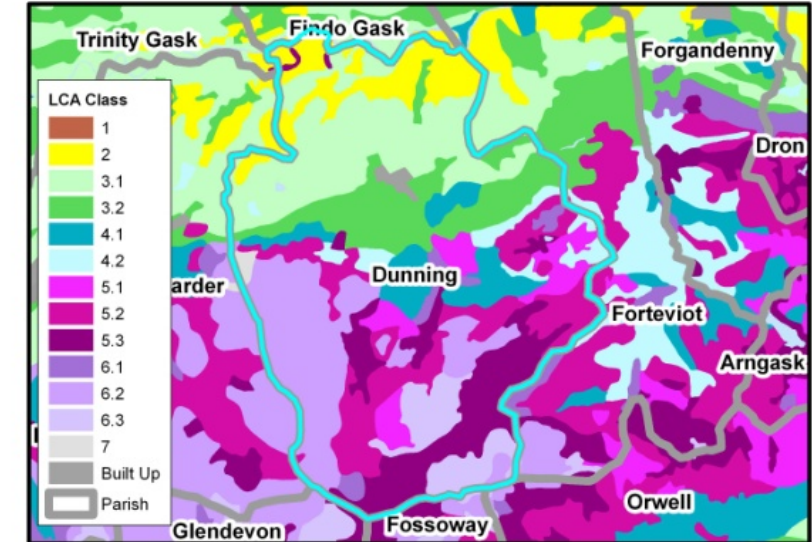 Trinity Gask
Findo Gask
Forgandenny
LCA Class
1
2
3.1
3.2
4.1
4.2
5.1
5.2
5.3
6.1
6.2
6.3
7
Built Up
Parish
Dron
arder
Dunning
Forteviot
Arngask
Orwell
Glendevon
Fossoway